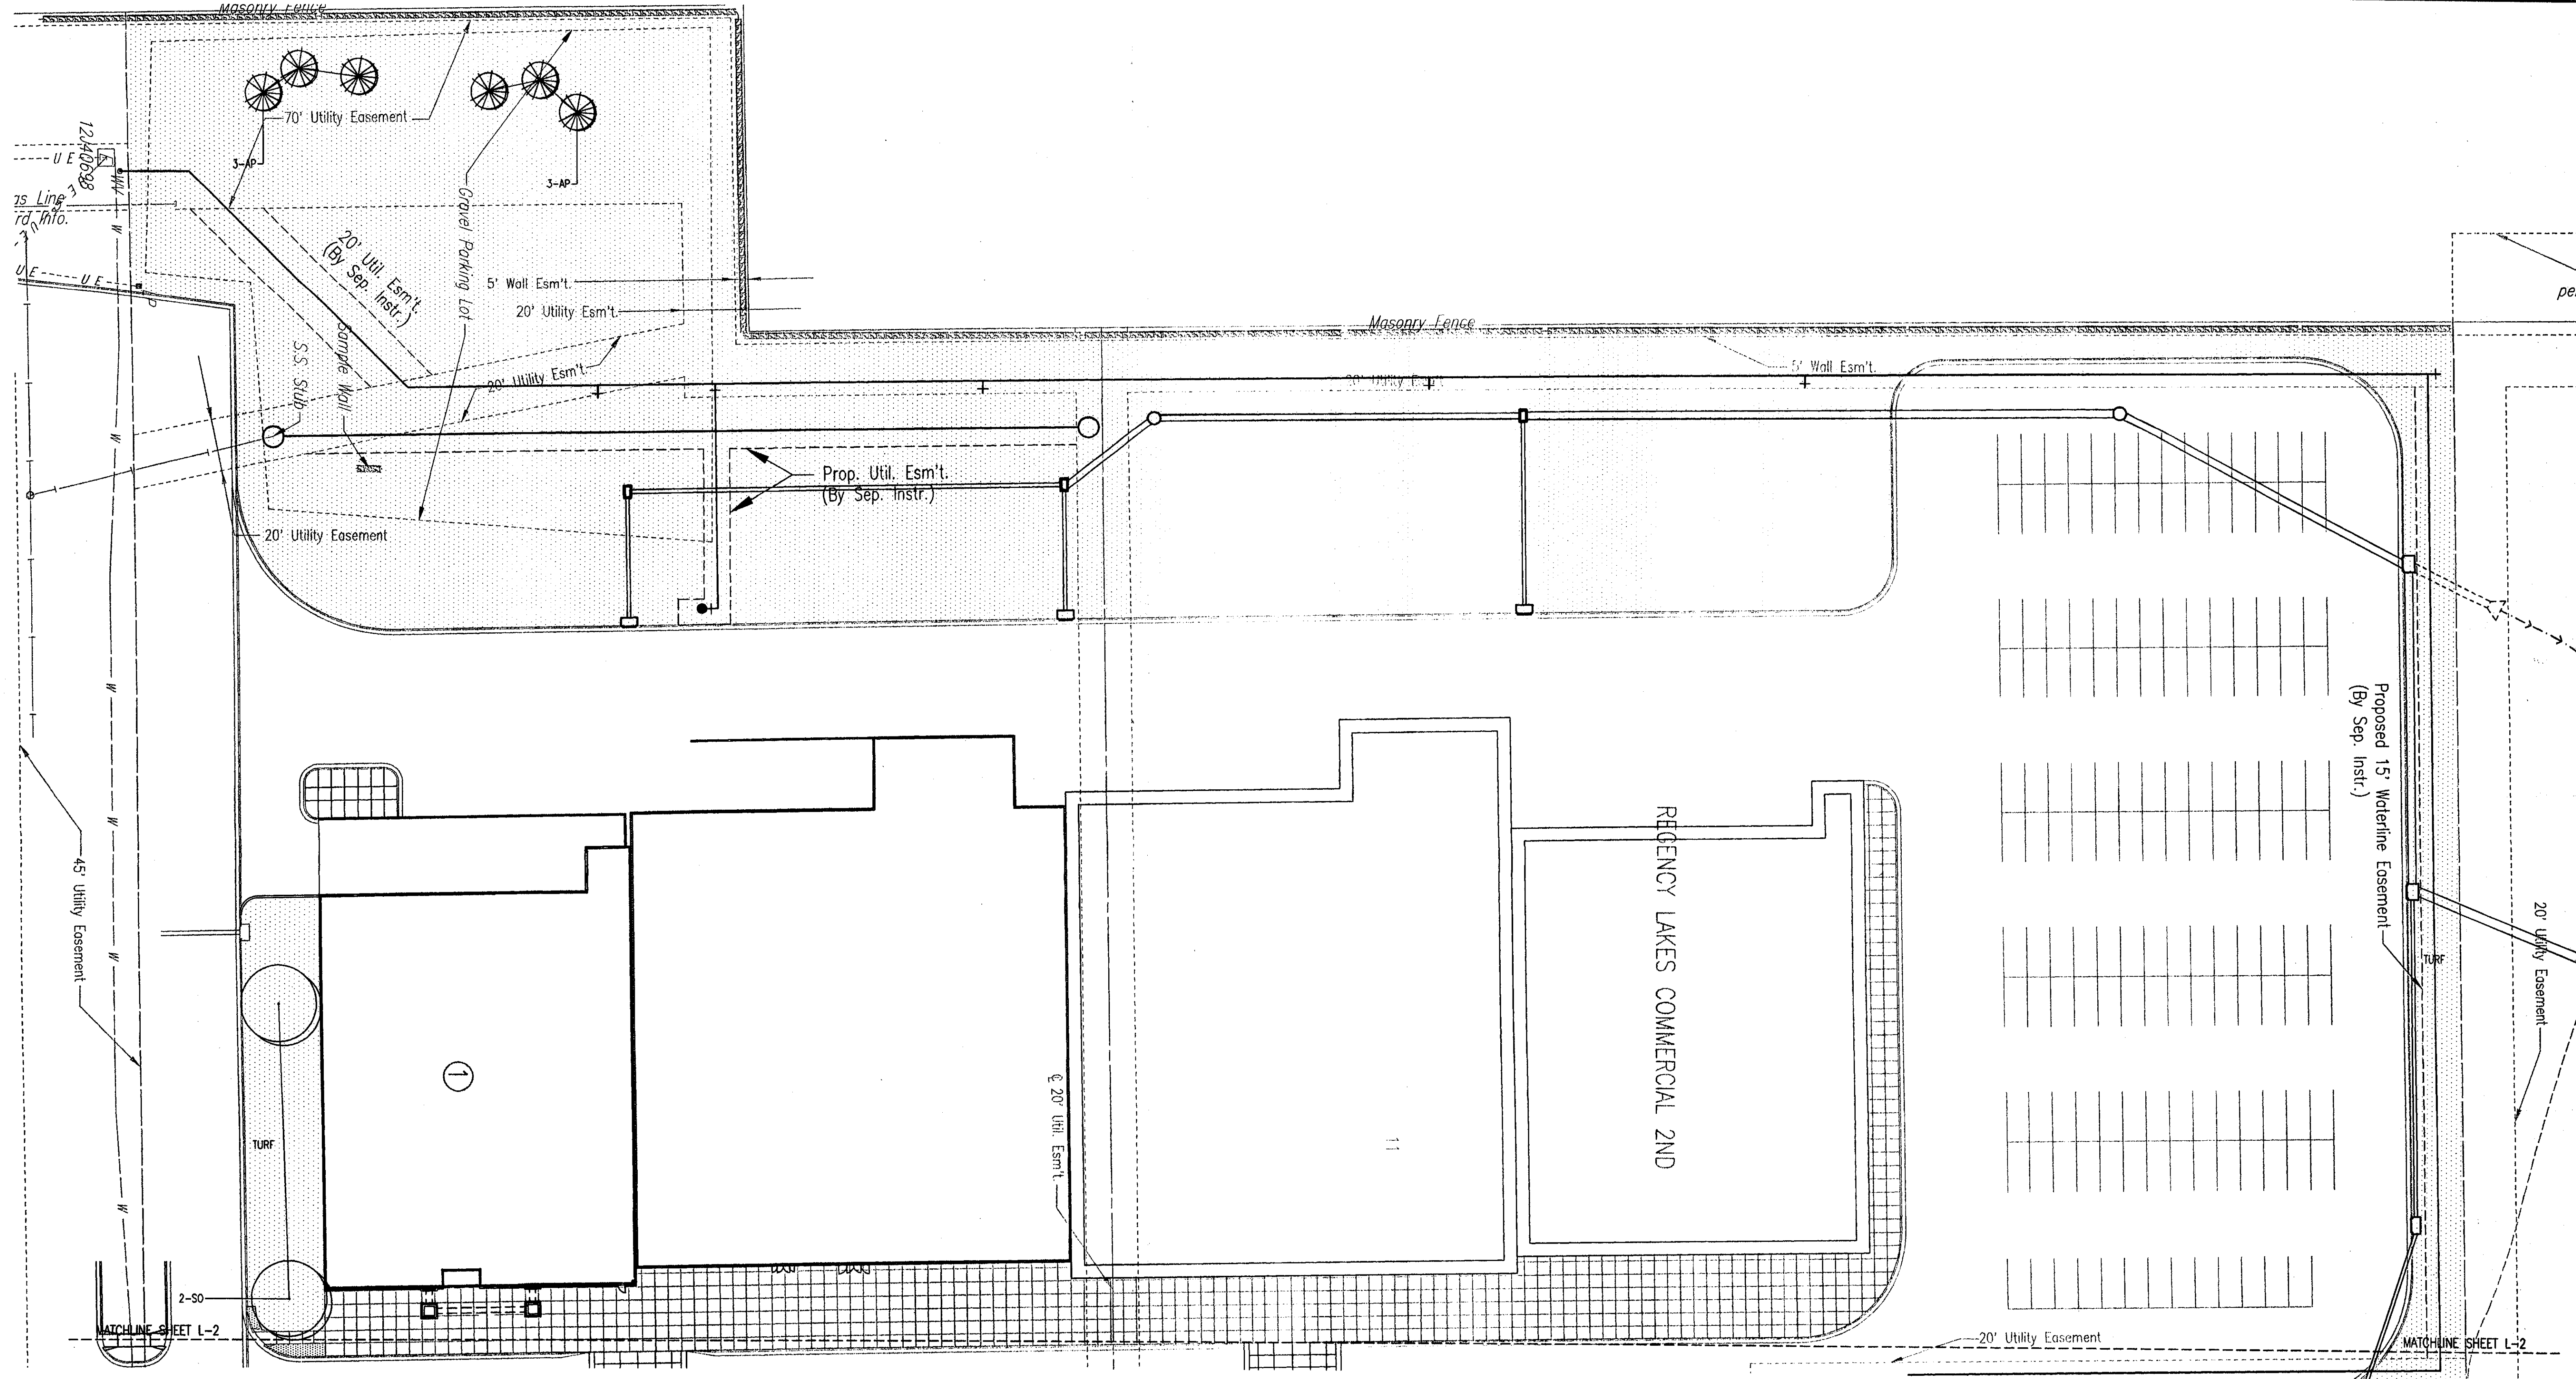 Masonry Fence
70' Utility Easement
3-AP
3-AP
U E
W
W
Gravel Parking Lot
20' Util. Esm't.
(By Sep. Instr.)
5' Wall Esm't.
20' Utility Esm't.
Masonry Fence
5' Wall Esm't.
20' Utility Esm't.
20' Utility Esm't.
U E
U E
Sample Wall
S.S. Stub
Prop. Util. Esm't.
(By Sep. Instr.)
20' Utility Easement
W
W
W
W
W
45' Utility Easement
Proposed 15' Waterline Easement
(By Sep. Instr.)
REGENCY LAKES COMMERCIAL 2ND
20' Utility Easement
TURF
1
11
℄ 20' Util. Esm't.
TURF
2-SO
MATCHLINE SHEET L-2
20' Utility Easement
MATCHLINE SHEET L-2